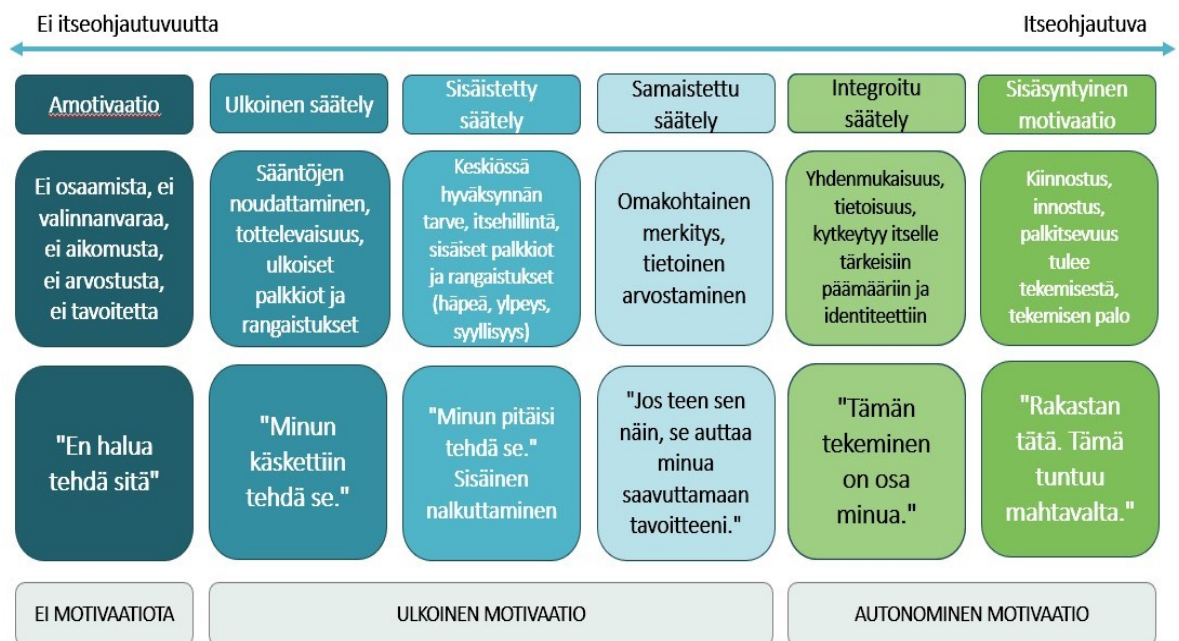 Ei itseohjautuvuutta
Itseohjautuva
Amotivaatio
Ulkoinen säätely
Sisäistetty
säätely
Samaistettu
säätely
Integroitu
säätely
Sisäsyntyinen
motivaatio
Ei osaamista, ei
valinnanvaraa,
ei aikomusta,
ei arvostusta,
ei tavoitetta
Sääntöjen
noudattaminen,
tottelevaisuus,
ulkoiset
palkkiot ja
rangaistukset
Keskiössä
hyväksynnän
tarve, itsehillintä,
sisäiset palkkiot
ja rangaistukset
(häpeä, ylpeys,
syyllisyys)
Omakohtainen
merkitys,
tietoinen
arvostaminen
Yhdenmukaisuus,
tietoisuus,
kytkeytyy itselle
tärkeisiin
päämääriin ja
identiteettiin
Kiinnostus,
innostus,
palkitsevuus
tulee
tekemisestä,
tekemisen palo
"En halua
tehdä sitä"
"Minun
käskettiin
tehdä se."
"Minun pitäisi
tehdä se."
Sisäinen
nalkuttaminen
"Jos teen sen
näin, se auttaa
minua
saavuttamaan
tavoitteeni."
"Tämän
tekeminen
on osa
minua."
"Rakastan
tätä. Tämä
tuntuu
mahtavalta."
EI MOTIVAATIOTA
ULKOINEN MOTIVAATIO
AUTONOMINEN MOTIVAATIO